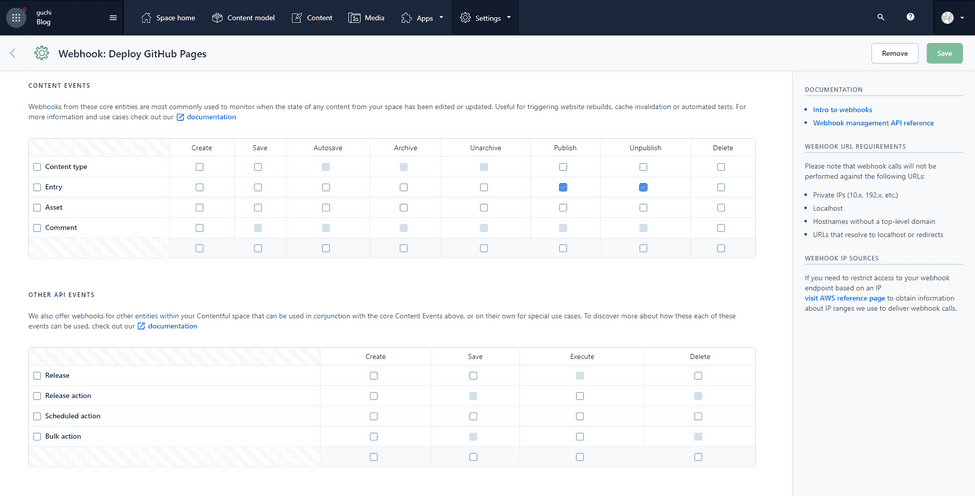 guchi
Blog
Space home
Content model
Content
Media
Apps
Settings
Webhook: Deploy GitHub Pages
Remove
Save
CONTENT EVENTS
Webhooks from these core entities are most commonly used to monitor when the state of any content from your space has been edited or updated. Useful for triggering website rebuilds, cache invalidation or automated tests. For
more information and use cases check out our documentation
Create Save Autosave Archive Unarchive Publish Unpublish Delete
Content type
Entry
Asset
Comment
OTHER API EVENTS
We also offer webhooks for other entities within your Contentful space that can be used in conjunction with the core Content Events above, or on their own for special use cases. To discover more about how these each of these
events can be used, check out our documentation
Create Save Execute Delete
Release
Release action
Scheduled action
Bulk action
DOCUMENTATION
Intro to webhooks
Webhook management API reference
WEBHOOK URL REQUIREMENTS
Please note that webhook calls will not be
performed against the following URLs:
Private IPs (10.x, 192.x, etc.)
Localhost
Hostnames without a top-level domain
URLs that resolve to localhost or redirects
WEBHOOK IP SOURCES
If you need to restrict access to your webhook
endpoint based on an IP
visit AWS reference page to obtain information
about IP ranges we use to deliver webhook calls.